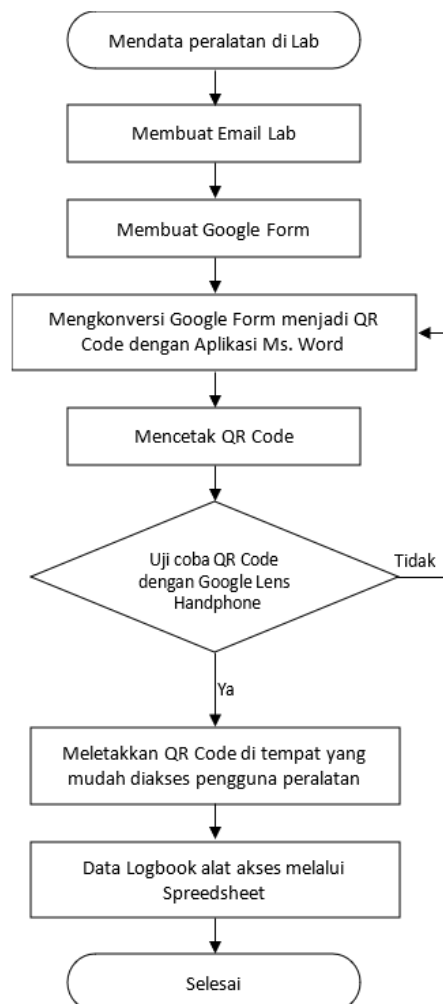 Mendata peralatan di Lab
Membuat Email Lab
Membuat Google Form
Mengkonversi Google Form menjadi QR
Code dengan Aplikasi Ms. Word
Mencetak QR Code
Uji coba QR Code
dengan Google Lens
Handphone
Tidak
Ya
Meletakkan QR Code di tempat yang
mudah diakses pengguna peralatan
Data Logbook alat akses melalui
Spreedsheet
Selesai